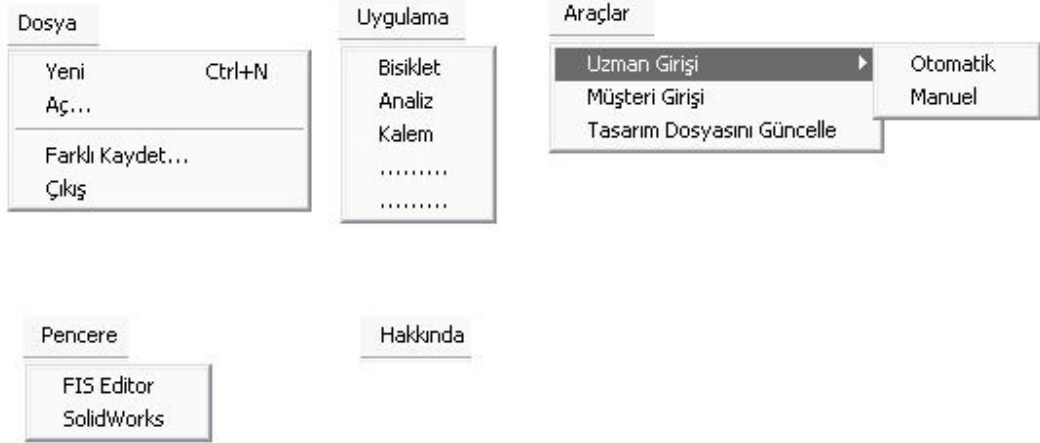 Dosya
Yeni Ctrl+N
Aç...
Farklı Kaydet...
Çıkış
Uygulama
Bisiklet
Analiz
Kalem
.........
.........
Araçlar
Uzman Girişi
Müşteri Girişi
Tasarım Dosyasını Güncelle
Otomatik
Manuel
Pencere
FIS Editor
SolidWorks
Hakkında